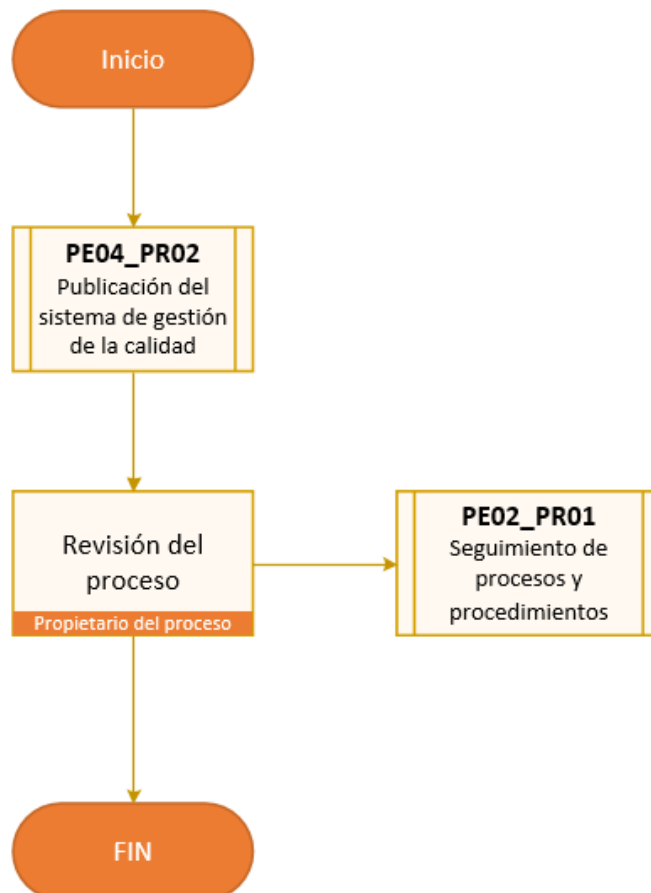 Inicio
PE04_PR02
Publicación del
sistema de gestión
de la calidad
Revisión del
proceso
Propietario del proceso
PE02_PR01
Seguimiento de
procesos y
procedimientos
FIN